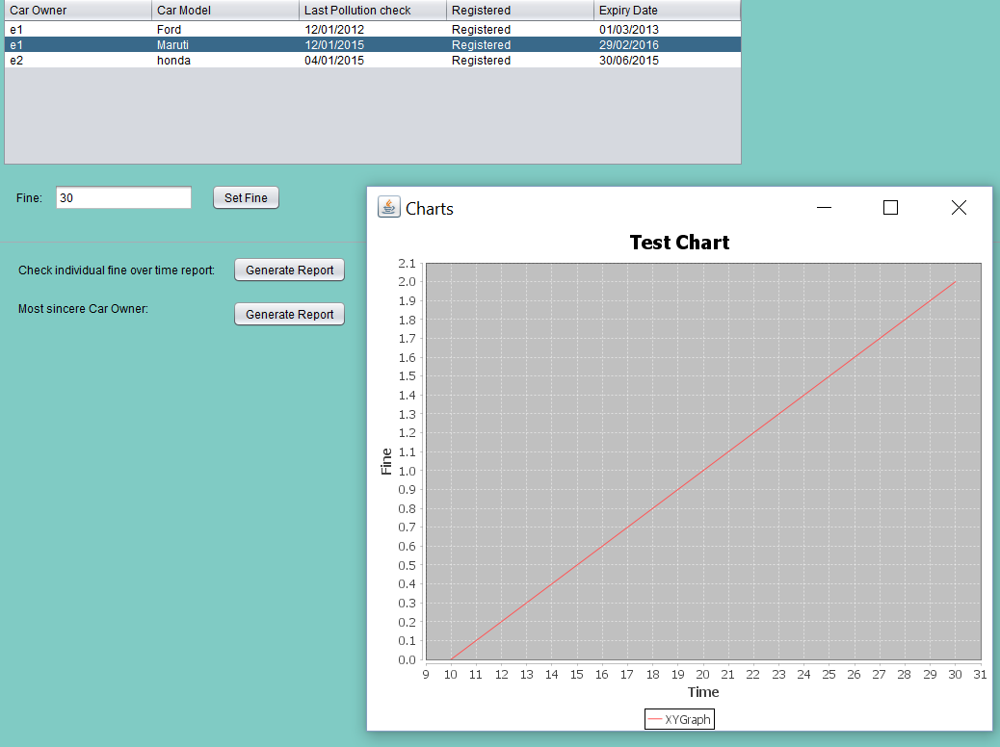 Car Owner Car Model Last Pollution check Registered Expiry Date
e1 Ford 12/01/2012 Registered 01/03/2013
e1 Maruti 12/01/2015 Registered 29/02/2016
e2 honda 04/01/2015 Registered 30/06/2015
Fine: 30 Set Fine
Check individual fine over time report: Generate Report
Most sincere Car Owner: Generate Report
Charts
Test Chart
2.1
2.0
1.9
1.8
1.7
1.6
1.5
1.4
1.3
1.2
1.1
1.0
0.9
0.8
0.7
0.6
0.5
0.4
0.3
0.2
0.1
0.0
Fine
9 10 11 12 13 14 15 16 17 18 19 20 21 22 23 24 25 26 27 28 29 30 31
Time
XYGraph